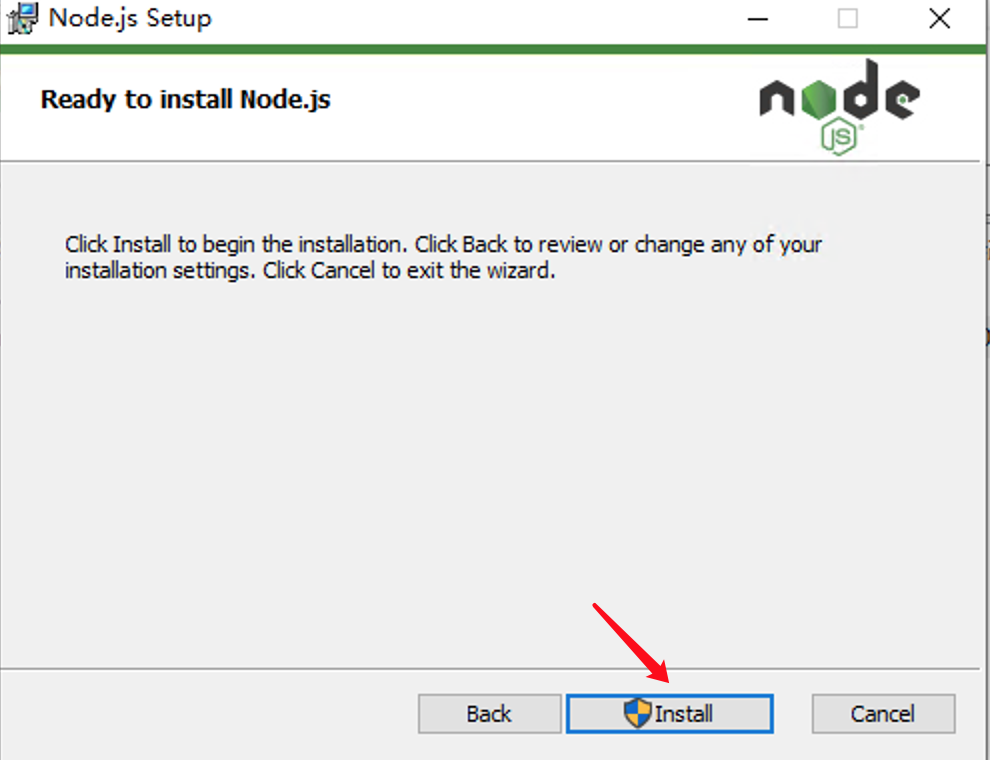 Node.js Setup
Ready to install Node.js
node
JS
Click Install to begin the installation. Click Back to review or change any of your
installation settings. Click Cancel to exit the wizard.
Back
Install
Cancel